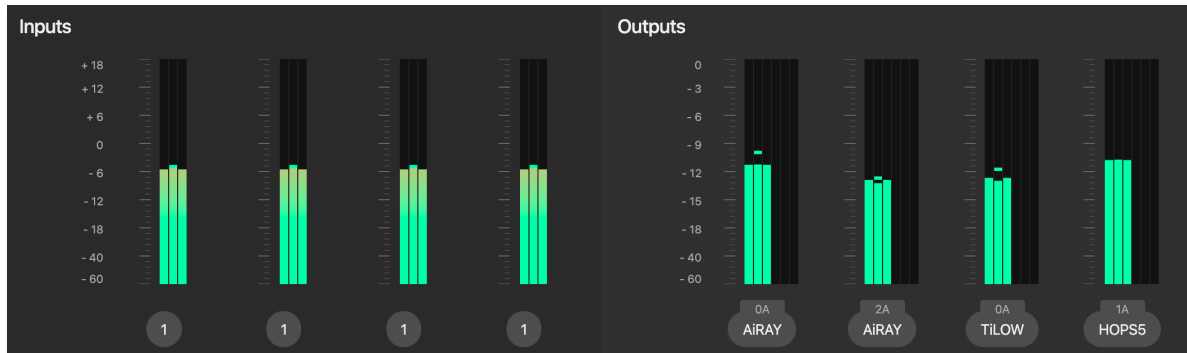 Inputs
+ 18
+ 12
+ 6
0
- 6
- 12
- 18
- 40
- 60
1
1
1
1
Outputs
0
- 3
- 6
- 9
- 12
- 15
- 18
- 40
- 60
0A
AiRAY
2A
AiRAY
0A
TiLOW
1A
HOPS5